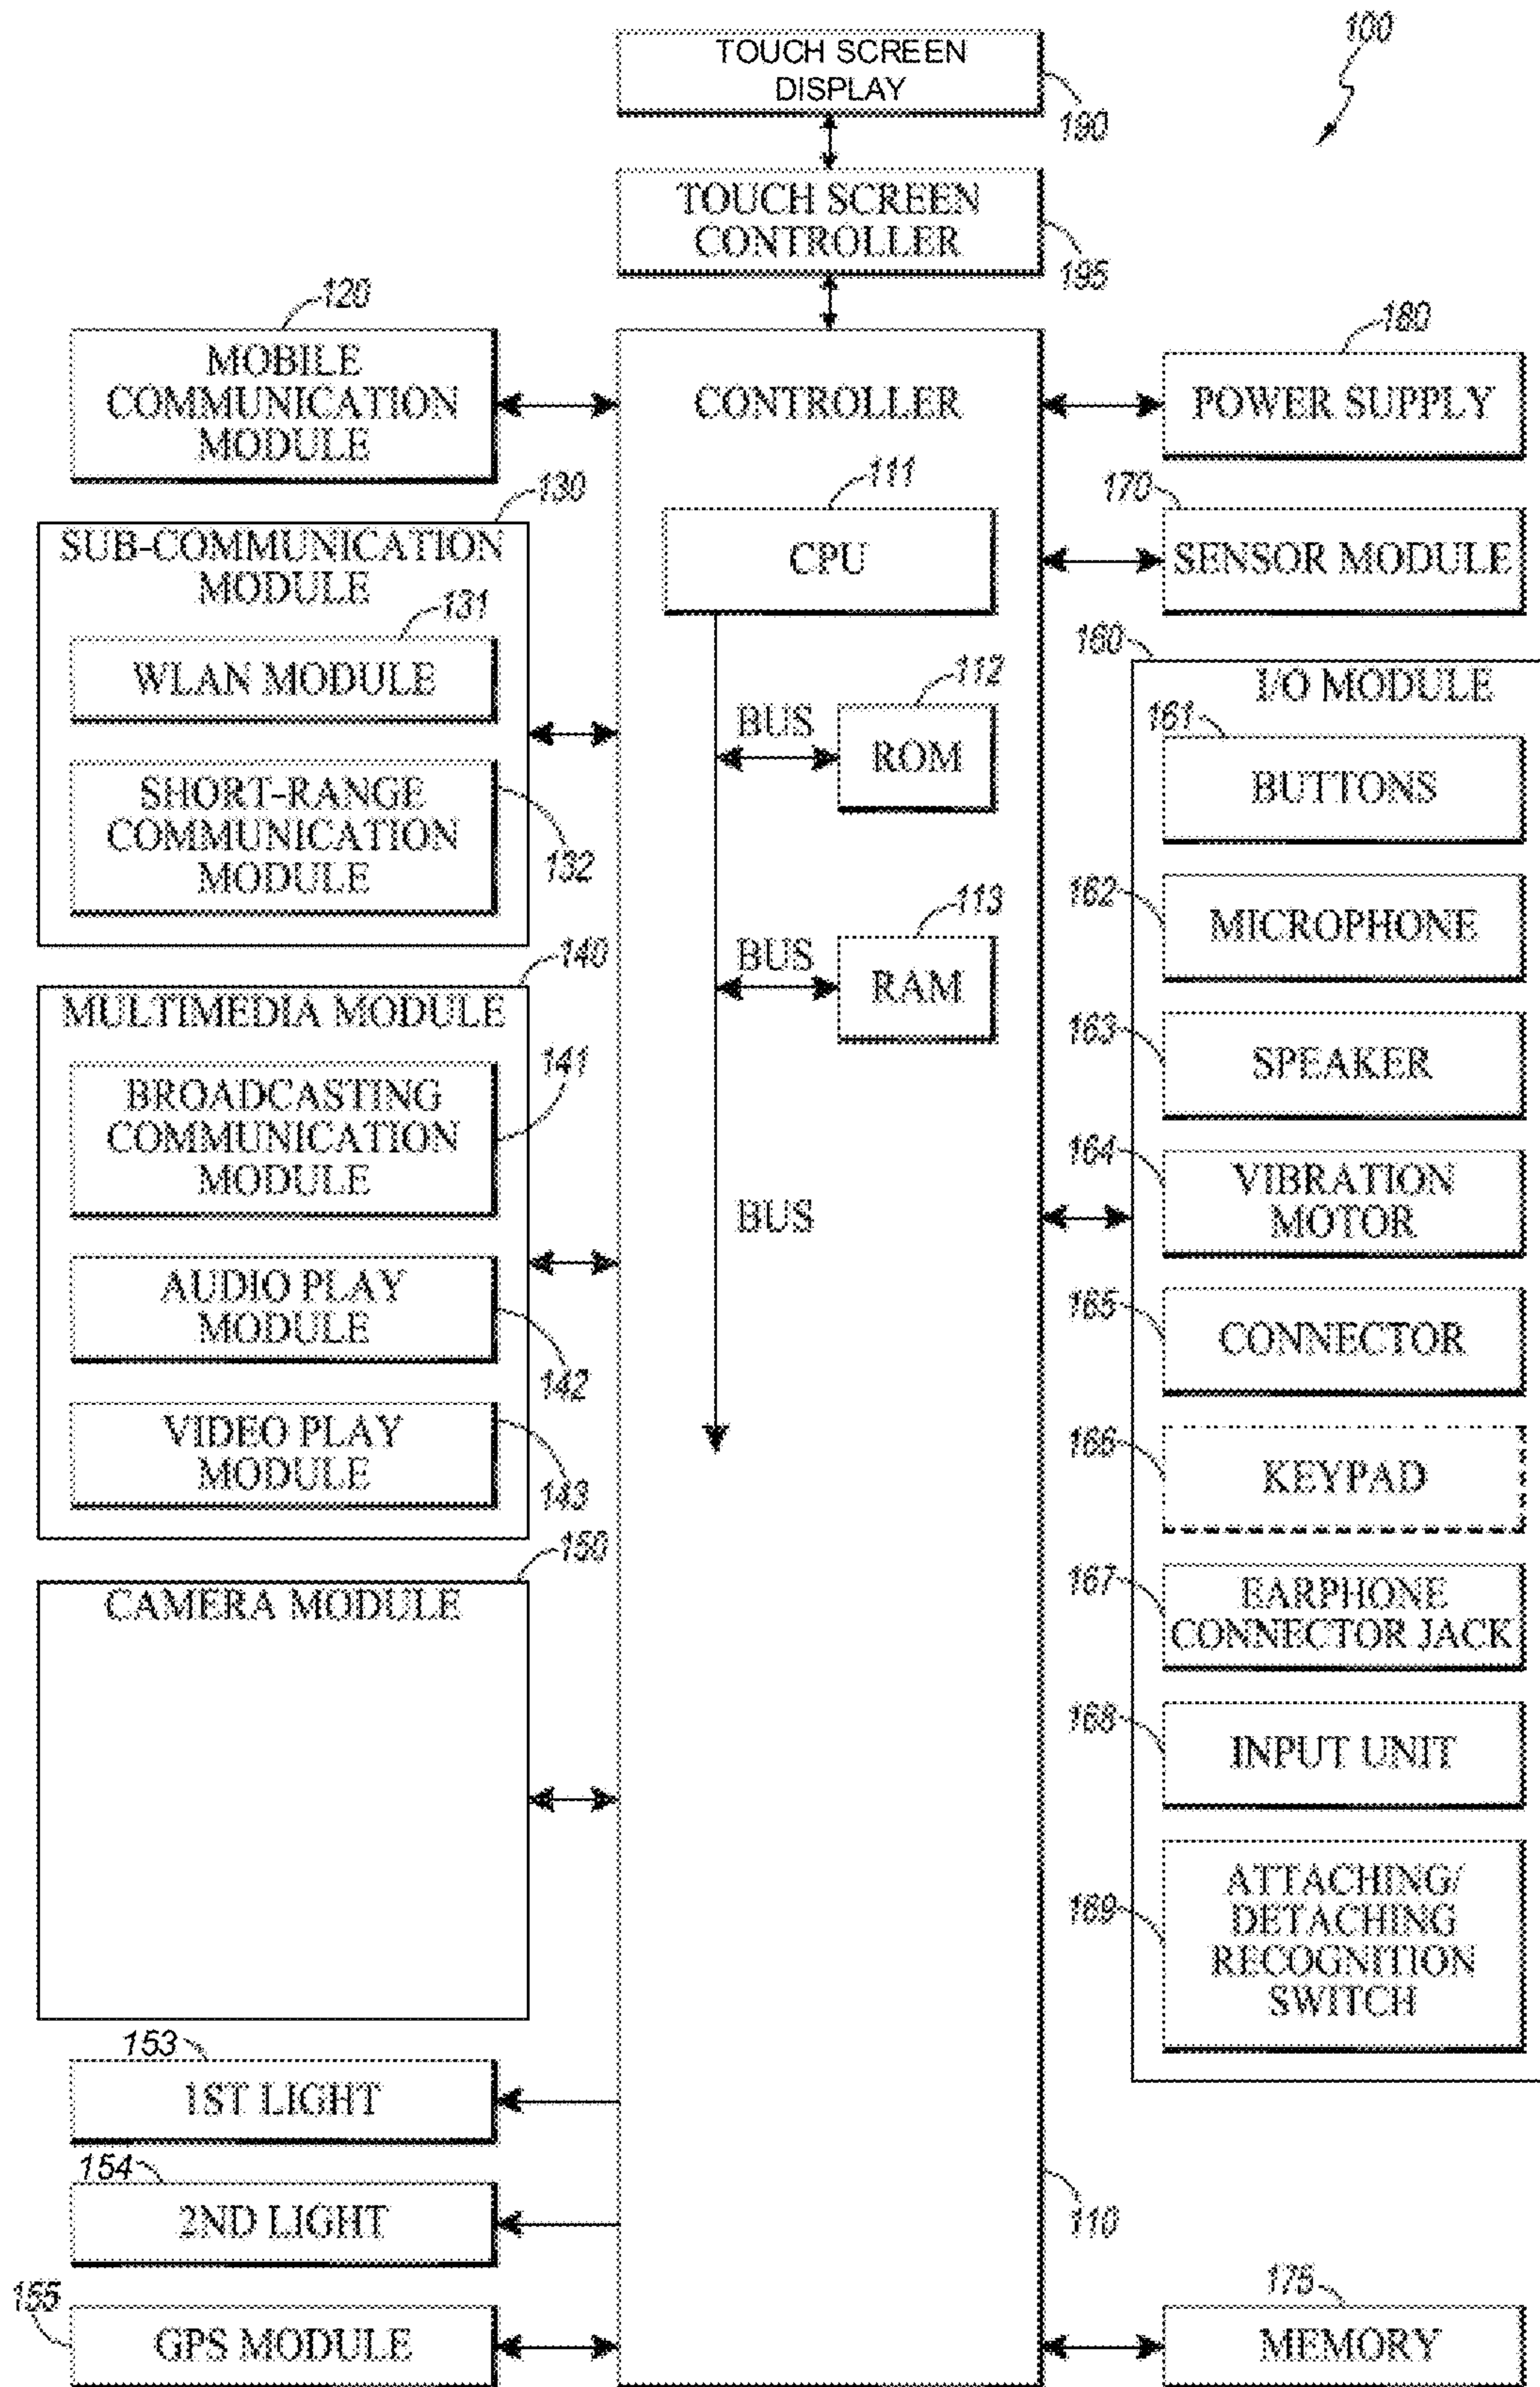 100
TOUCH SCREEN
DISPLAY
190
TOUCH SCREEN
CONTROLLER
195
120
MOBILE
COMMUNICATION
MODULE
130
SUB-COMMUNICATION
MODULE
131
WLAN MODULE
SHORT-RANGE
COMMUNICATION
MODULE
132
140
MULTIMEDIA MODULE
BROADCASTING
COMMUNICATION
MODULE
141
AUDIO PLAY
MODULE
142
VIDEO PLAY
MODULE
143
150
CAMERA MODULE
153
1ST LIGHT
154
2ND LIGHT
155
GPS MODULE
CONTROLLER
111
CPU
112
BUS
ROM
113
BUS
RAM
BUS
110
180
POWER SUPPLY
170
SENSOR MODULE
160
I/O MODULE
161
BUTTONS
162
MICROPHONE
163
SPEAKER
164
VIBRATION
MOTOR
165
CONNECTOR
166
KEYPAD
167
EARPHONE
CONNECTOR JACK
168
INPUT UNIT
169
ATTACHING/
DETACHING
RECOGNITION
SWITCH
175
MEMORY